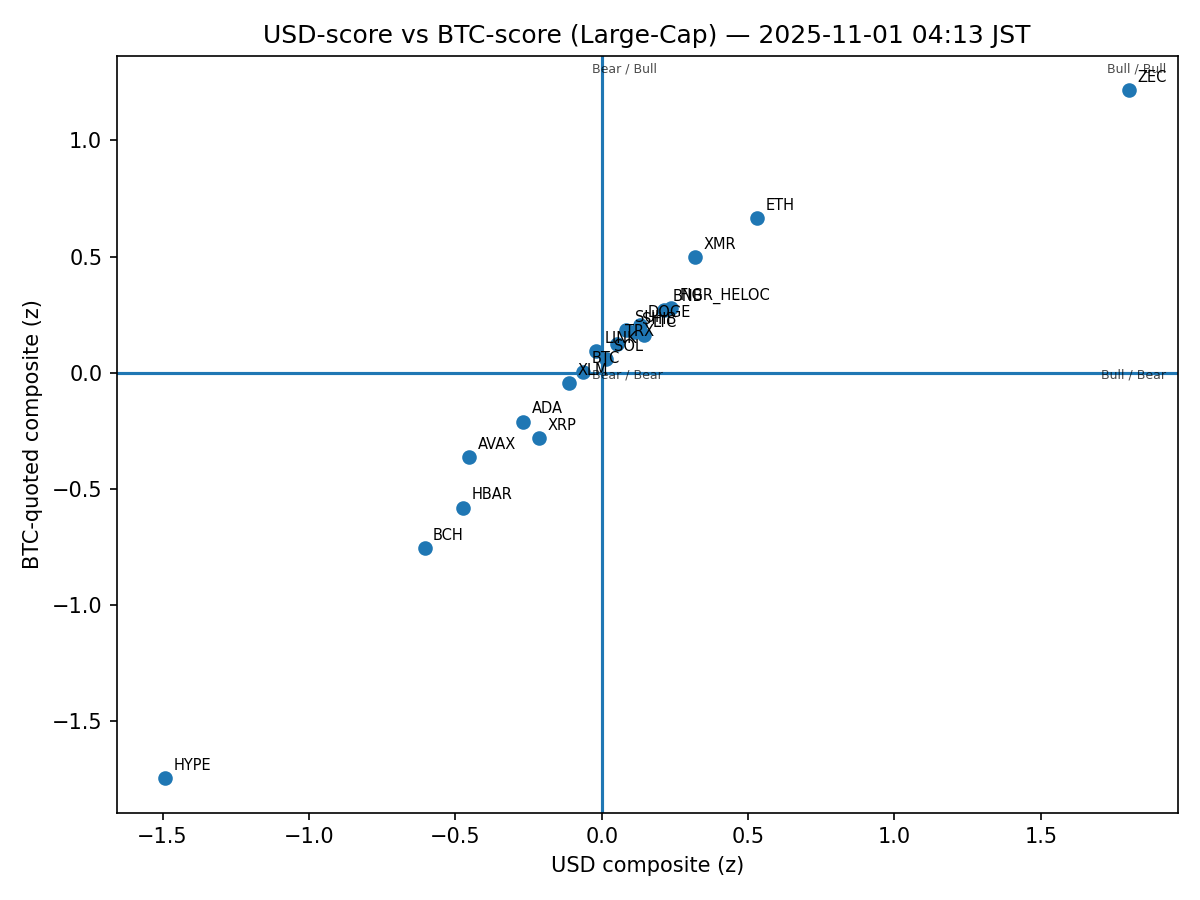 USD-score vs BTC-score (Large-Cap) — 2025-11-01 04:13 JST
Bear / Bull
Bull / Bull
ZEC
ETH
XMR
BNB
FIGR_HELOC
DOGE
SHIB
LTC
TRX
LINK
SOL
BTC
XLM
Bear / Bear
Bull / Bear
ADA
XRP
AVAX
HBAR
BCH
HYPE
1.0
0.5
0.0
−0.5
−1.0
−1.5
BTC-quoted composite (z)
−1.5
−1.0
−0.5
0.0
0.5
1.0
1.5
USD composite (z)